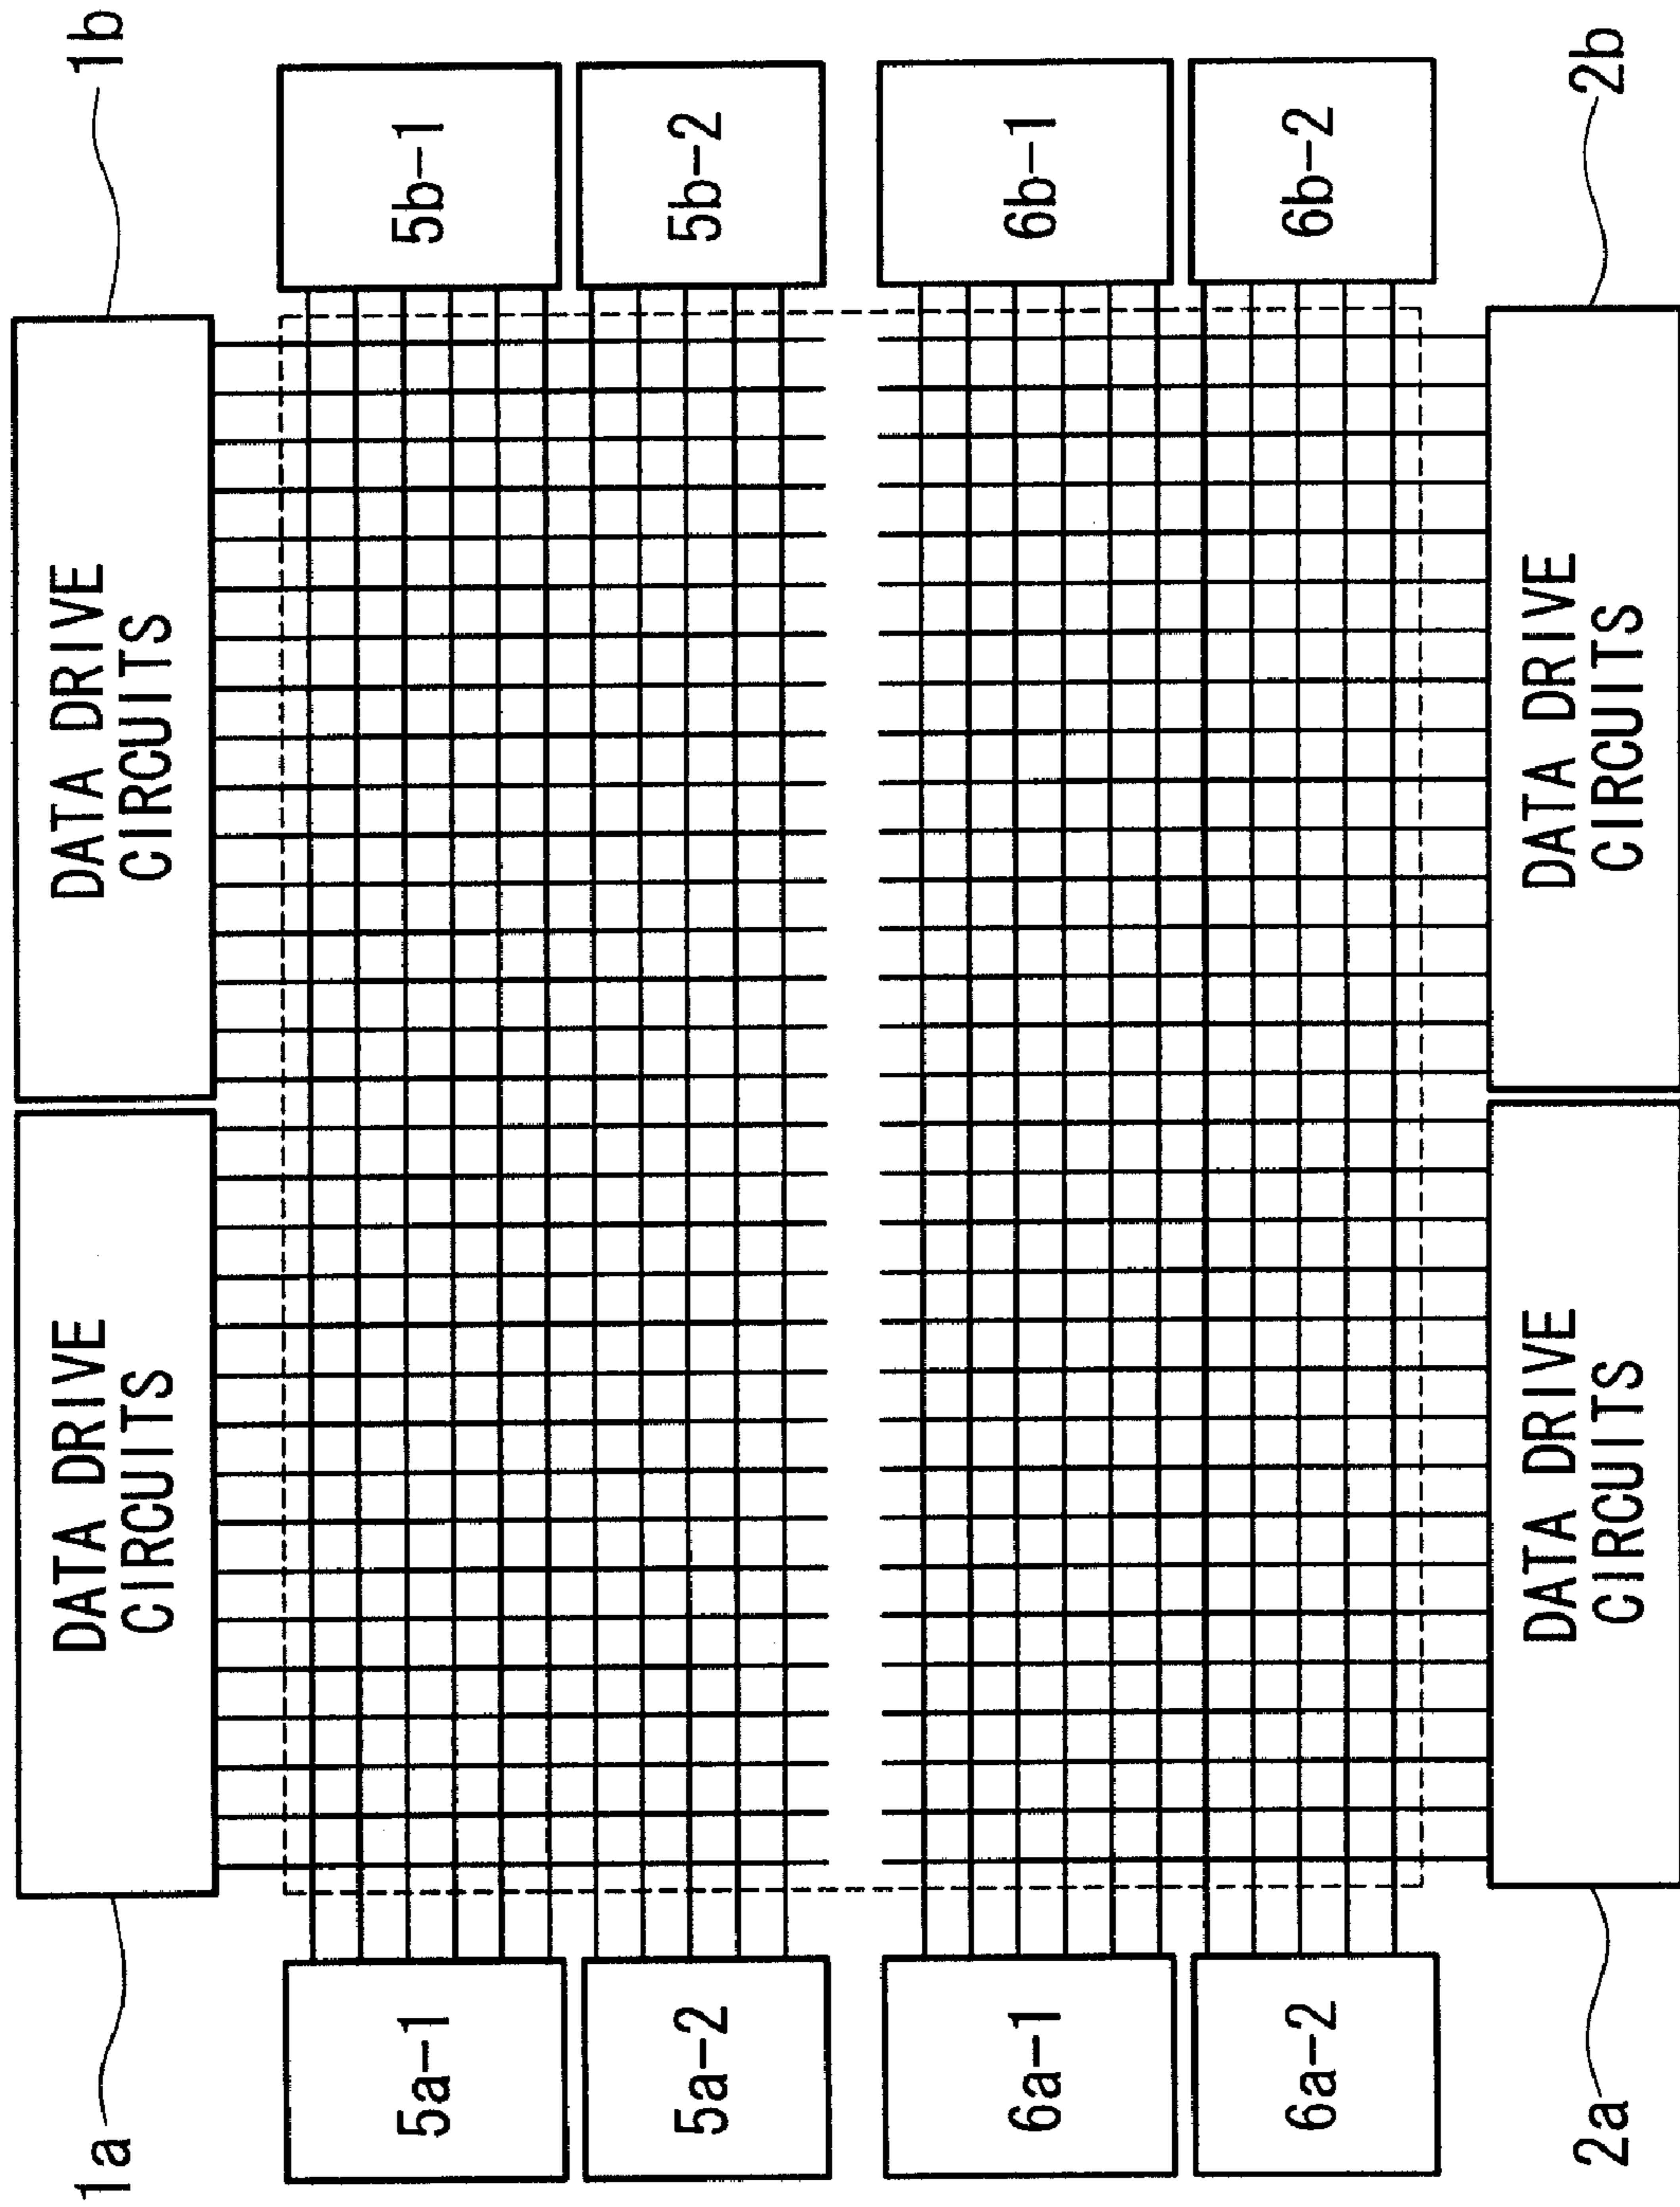 1a
1b
DATA DRIVE
CIRCUITS
DATA DRIVE
CIRCUITS
5a-1
5b-1
5a-2
5b-2
6a-1
6b-1
6a-2
6b-2
DATA DRIVE
CIRCUITS
DATA DRIVE
CIRCUITS
2a
2b